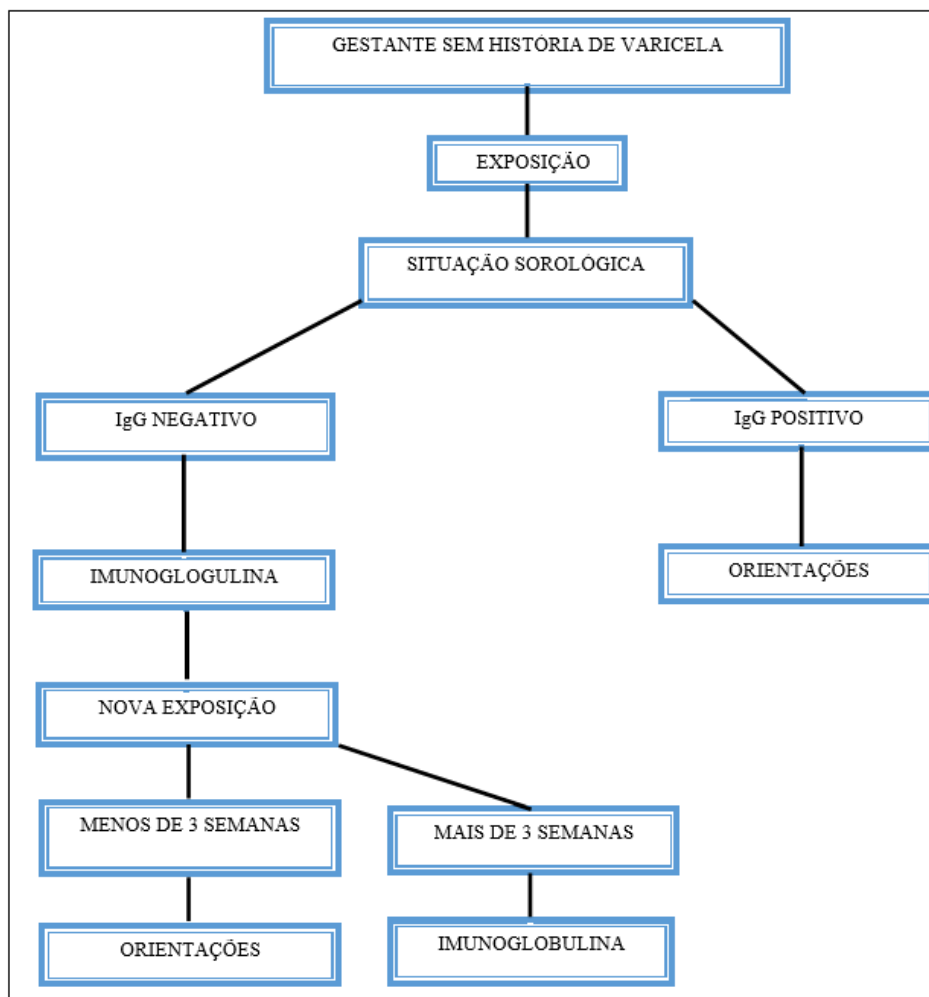 GESTANTE SEM HISTÓRIA DE VARICELA
EXPOSIÇÃO
SITUAÇÃO SOROLÓGICA
IgG NEGATIVO
IgG POSITIVO
IMUNOGLOGULINA
ORIENTAÇÕES
NOVA EXPOSIÇÃO
MENOS DE 3 SEMANAS
MAIS DE 3 SEMANAS
ORIENTAÇÕES
IMUNOGLOBULINA